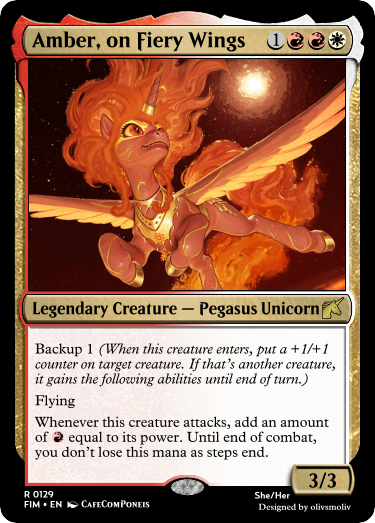 Amber, on Fiery Wings 1
Legendary Creature — Pegasus Unicorn
Backup 1 (When this creature enters, put a +1/+1
counter on target creature. If that's another creature,
it gains the following abilities until end of turn.)
Flying
Whenever this creature attacks, add an amount
of equal to its power. Until end of combat,
you don't lose this mana as steps end.
3/3
R 0129
FIM • EN CAFECOMPONEIS
She/Her
Designed by olivsmoliv